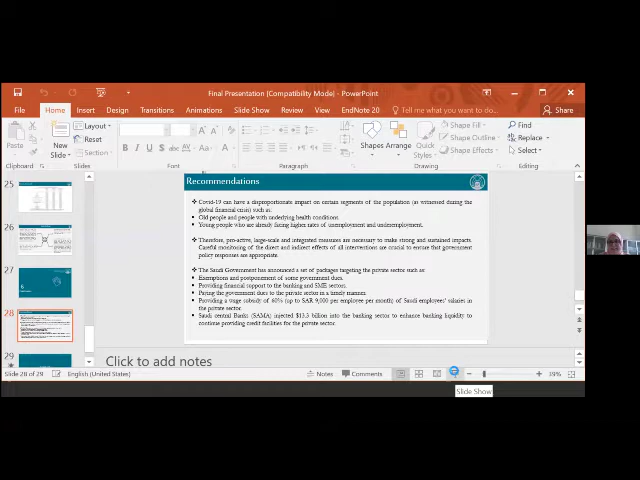 Final Presentation [Compatibility Mode] - PowerPoint
File Home Insert Design Transitions Animations Slide Show Review View EndNote 20 Tell me what you want to do... Share
Paste
New
Slide
Layout
Reset
Section
Shapes
Arrange
Quick
Styles
Shape Fill
Shape Outline
Shape Effects
Find
Replace
Select
Clipboard Slides Font Paragraph Drawing Editing
25
26
27
28
29
Recommendations
Covid-19 can have a disproportionate impact on certain segments of the population (as witnessed during the
global financial crisis) such as:
Old people and people with underlying health conditions.
Young people who are already facing higher rates of unemployment and underemployment.
Therefore, pro-active, large-scale and integrated measures are necessary to make strong and sustained impacts.
Careful monitoring of the direct and indirect effects of all interventions are crucial to ensure that government
policy responses are appropriate.
The Saudi Government has announced a set of packages targeting the private sector such as:
Exemptions and postponement of some government dues.
Providing financial support to the banking and SME sectors.
Paying the government dues to the private sector in a timely manner.
Providing a wage subsidy of 60% (up to SAR 9,000 per employee per month) of Saudi employees' salaries in
the private sector.
Saudi central Banks (SAMA) injected $13.3 billion into the banking sector to enhance banking liquidity to
continue providing credit facilities for the private sector.
Click to add notes
Slide 28 of 29 English (United States) Notes Comments 39%
Slide Show